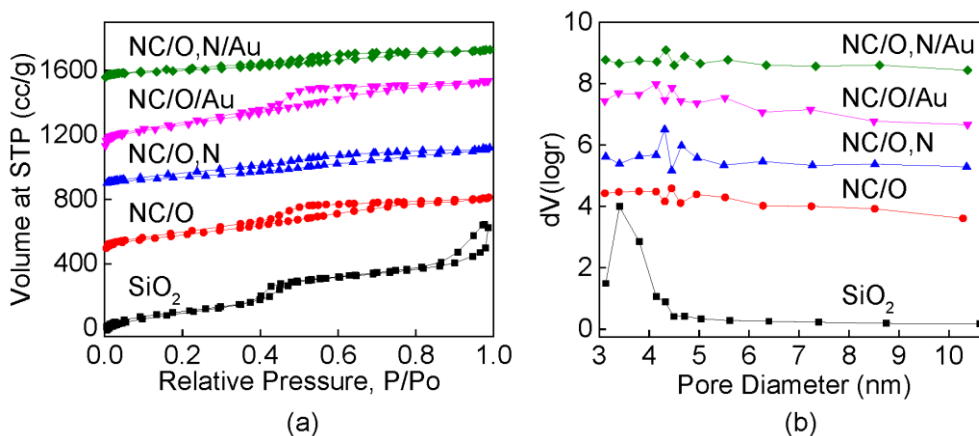 1600
1200
800
400
0
0.0 0.2 0.4 0.6 0.8 1.0
Volume at STP (cc/g)
Relative Pressure, P/Po
NC/O,N/Au
NC/O/Au
NC/O,N
NC/O
SiO₂
(a)
10
8
6
4
2
0
3 4 5 6 7 8 9 10
dV(logr)
Pore Diameter (nm)
NC/O,N/Au
NC/O/Au
NC/O,N
NC/O
SiO₂
(b)